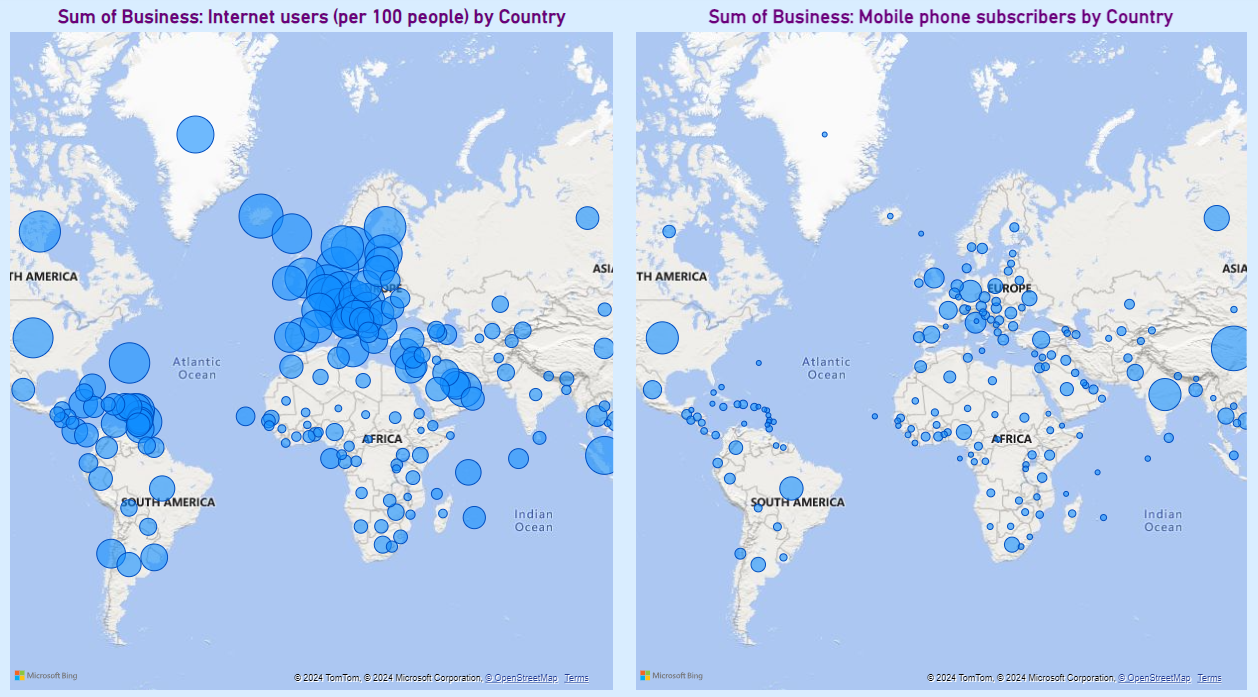 Sum of Business: Internet users (per 100 people) by Country
TH AMERICA
EUROPE
ASI
Atlantic
Ocean
AFRICA
SOUTH AMERICA
Indian
Ocean
Microsoft Bing
© 2024 TomTom, © 2024 Microsoft Corporation, © OpenStreetMap Terms
Sum of Business: Mobile phone subscribers by Country
TH AMERICA
EUROPE
ASIA
Atlantic
Ocean
AFRICA
SOUTH AMERICA
Indian
Ocean
Microsoft Bing
© 2024 TomTom, © 2024 Microsoft Corporation, © OpenStreetMap Terms